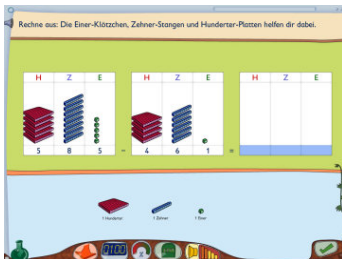 Rechne aus: Die Einer-Klötzchen, Zehner-Stangen und Hunderter-Platten helfen dir dabei.
H Z E H Z E H Z E
5 8 5 - 4 6 1 =
1 Hunderter 1 Zehner 1 Einer